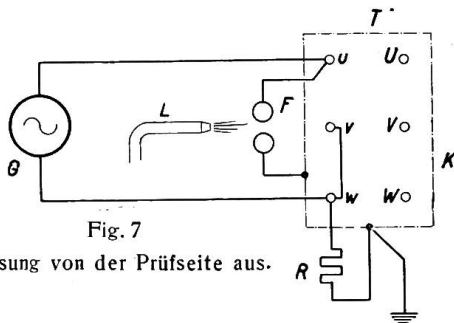 T
u U
L F
v V
K
G
w W
Fig. 7
sung von der Prüfseite aus.
R